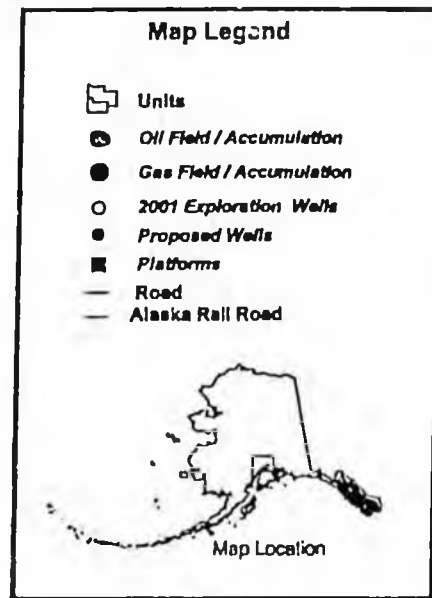 Map Legend
Units
Oil Field / Accumulation
Gas Field / Accumulation
2001 Exploration Wells
Proposed Wells
Platforms
Road
Alaska Rail Road
Map Location